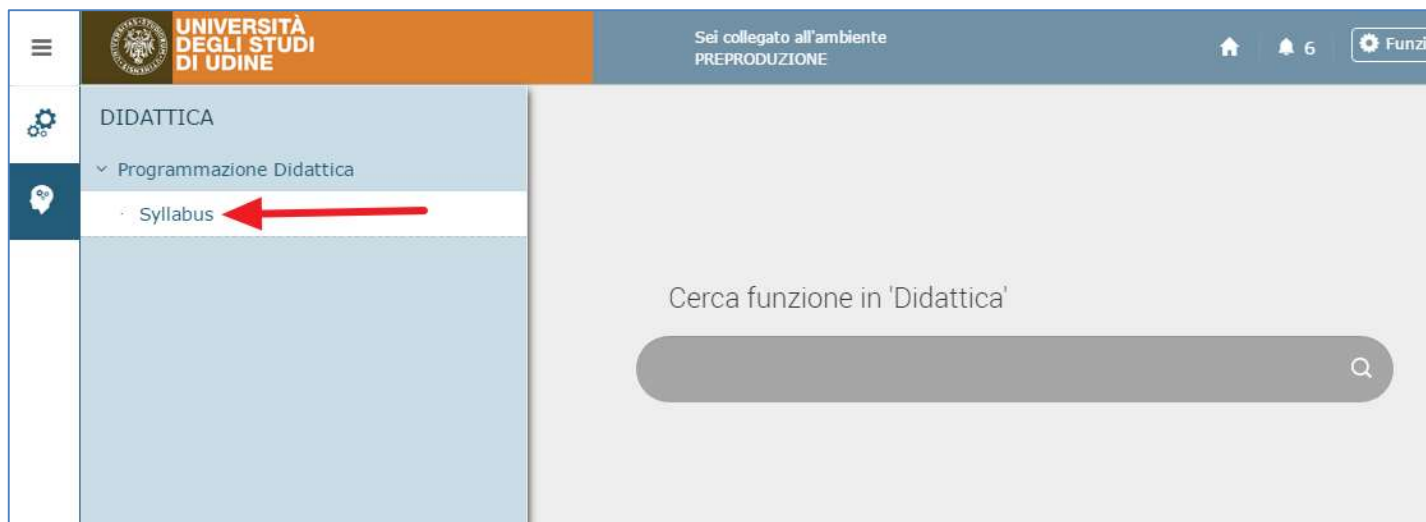 UNIVERSITÀ
DEGLI STUDI
DI UDINE
Sei collegato all'ambiente
PREPRODUZIONE
6
Funzi
DIDATTICA
Programmazione Didattica
Syllabus
Cerca funzione in 'Didattica'